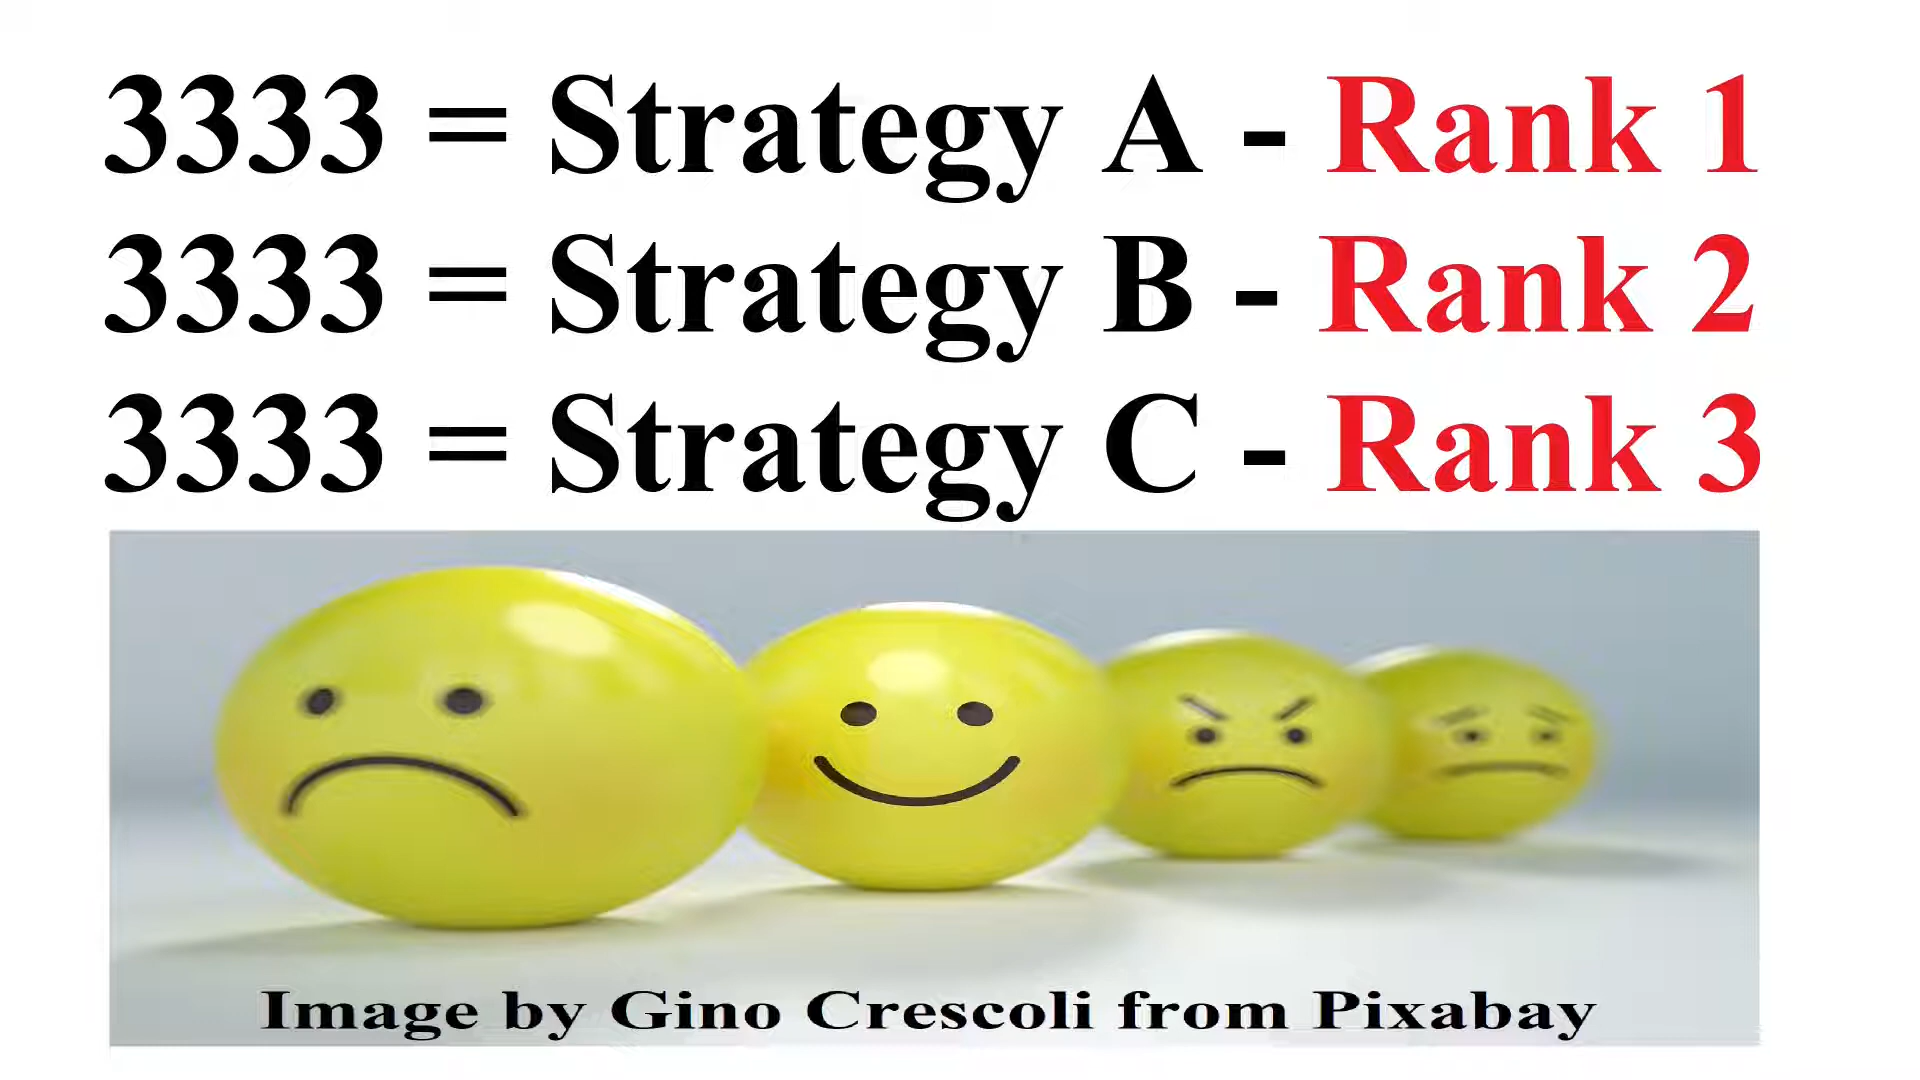 3333 = Strategy A - Rank 1
3333 = Strategy B - Rank 2
3333 = Strategy C - Rank 3
Image by Gino Crescoli from Pixabay